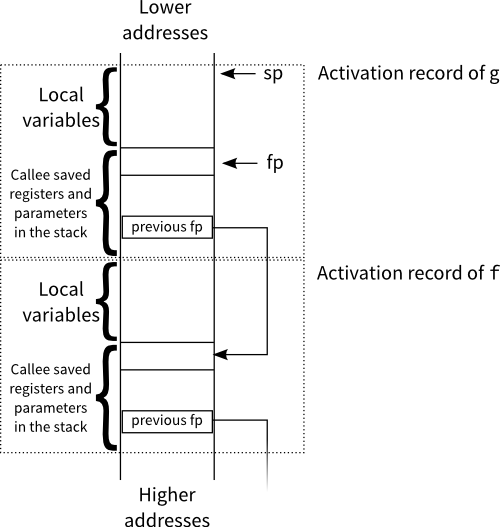 Lower
addresses
sp
Activation record of g
Local
variables
fp
Callee saved
registers and
parameters
in the stack
previous fp
Activation record of f
Local
variables
Callee saved
registers and
parameters
in the stack
previous fp
Higher
addresses